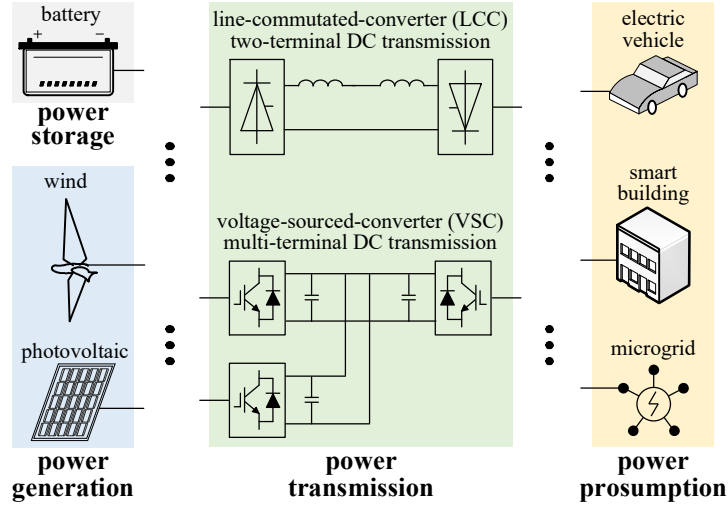 battery
+ −
power
storage
wind
photovoltaic
power
generation
line-commutated-converter (LCC)
two-terminal DC transmission
voltage-sourced-converter (VSC)
multi-terminal DC transmission
power
transmission
electric
vehicle
smart
building
microgrid
power
prosumption